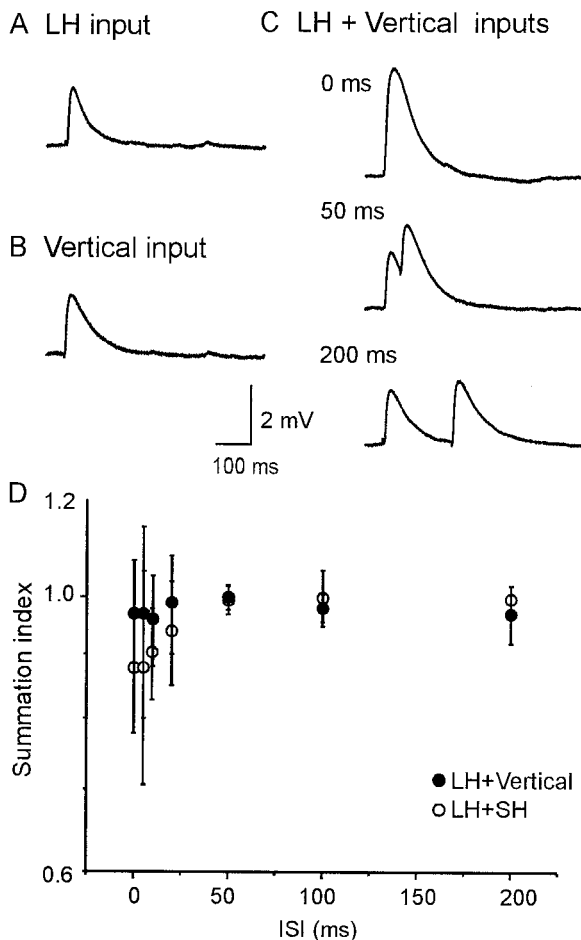 A LH input
B Vertical input
C LH + Vertical inputs
0 ms
50 ms
200 ms
2 mV
100 ms
D
1.2
1.0
0.6
Summation index
LH+Vertical
LH+SH
0 50 100 150 200
ISI (ms)